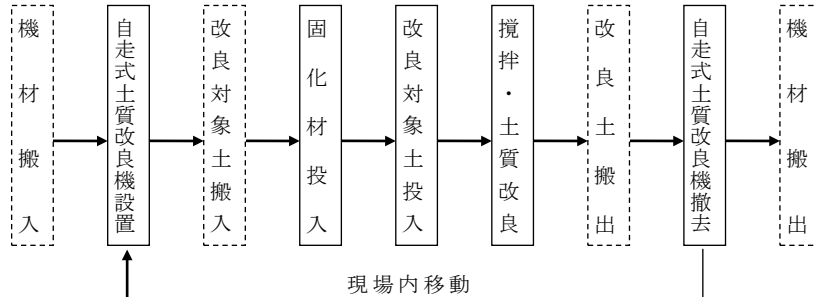 機材搬入
自走式土質改良機設置
改良対象土搬入
固化材投入
改良対象土投入
撹拌・土質改良
改良土搬出
自走式土質改良機撤去
機材搬出
現場内移動